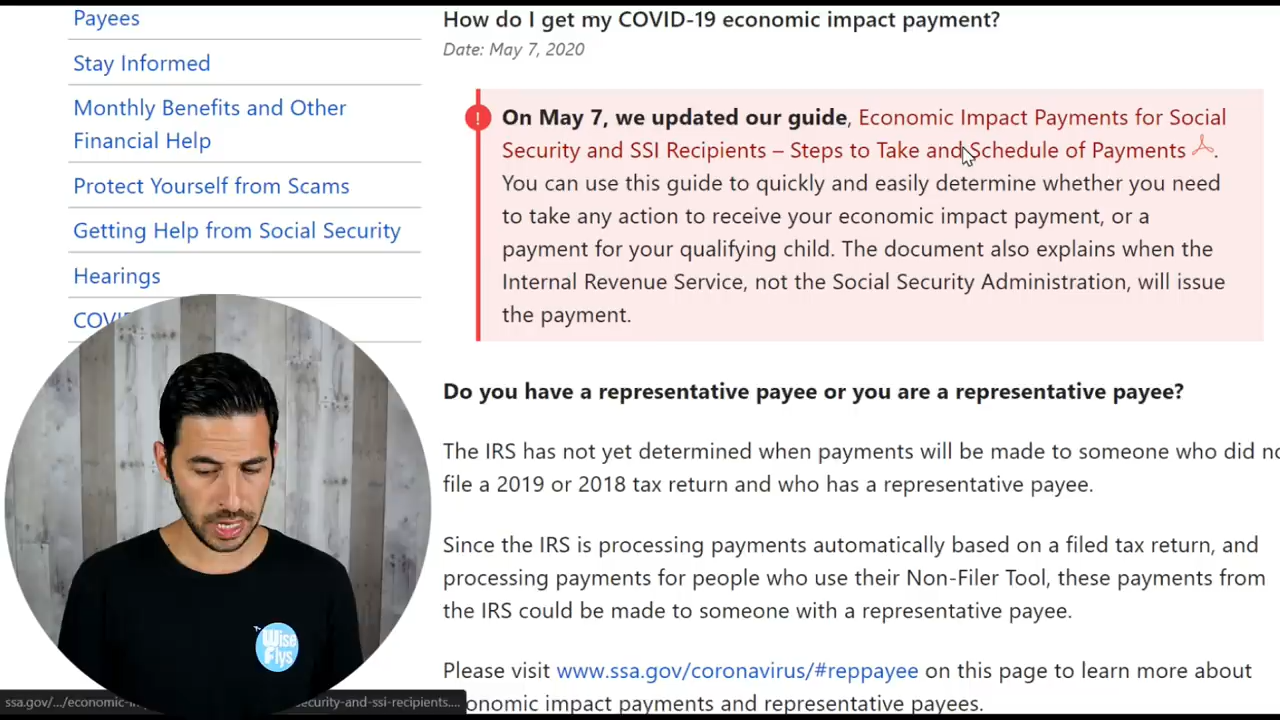 Payees
Stay Informed
Monthly Benefits and Other
Financial Help
Protect Yourself from Scams
Getting Help from Social Security
Hearings
COVI
How do I get my COVID-19 economic impact payment?
Date: May 7, 2020
On May 7, we updated our guide, Economic Impact Payments for Social
Security and SSI Recipients – Steps to Take and Schedule of Payments .
You can use this guide to quickly and easily determine whether you need
to take any action to receive your economic impact payment, or a
payment for your qualifying child. The document also explains when the
Internal Revenue Service, not the Social Security Administration, will issue
the payment.
Do you have a representative payee or you are a representative payee?
The IRS has not yet determined when payments will be made to someone who did no
file a 2019 or 2018 tax return and who has a representative payee.
Since the IRS is processing payments automatically based on a filed tax return, and
processing payments for people who use their Non-Filer Tool, these payments from
the IRS could be made to someone with a representative payee.
Please visit www.ssa.gov/coronavirus/#reppayee on this page to learn more about
onomic impact payments and representative payees.
Wise
Flys
ssa.gov/.../economic-i ecurity-and-ssi-recipients....